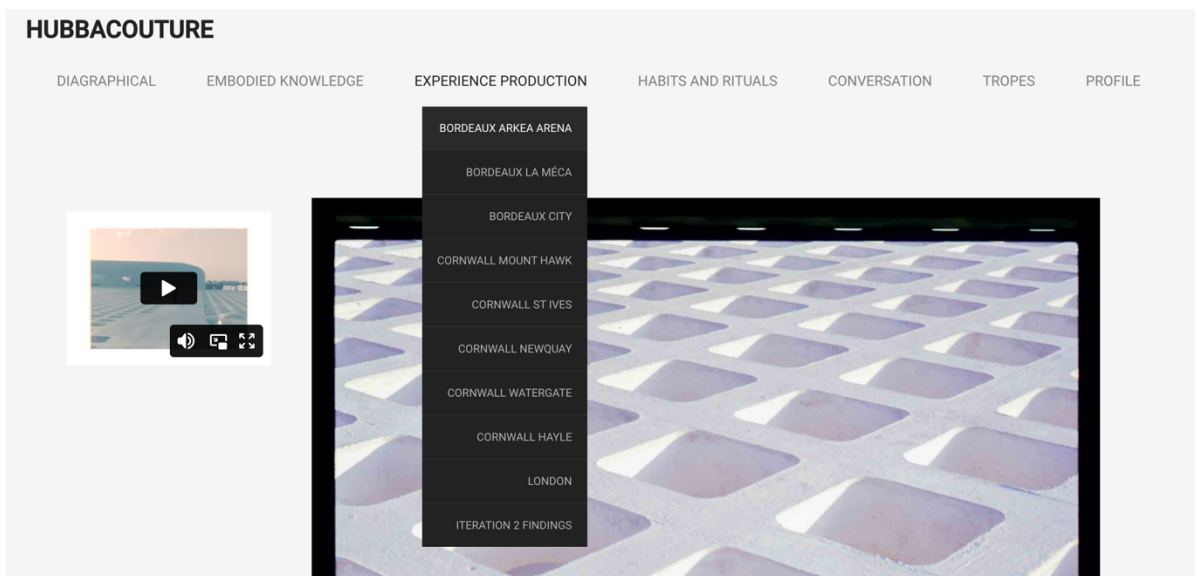 HUBBACOUTURE
DIAGRAPHICAL EMBODIED KNOWLEDGE EXPERIENCE PRODUCTION HABITS AND RITUALS CONVERSATION TROPES PROFILE
BORDEAUX ARKEA ARENA
BORDEAUX LA MÉCA
BORDEAUX CITY
CORNWALL MOUNT HAWK
CORNWALL ST IVES
CORNWALL NEWQUAY
CORNWALL WATERGATE
CORNWALL HAYLE
LONDON
ITERATION 2 FINDINGS